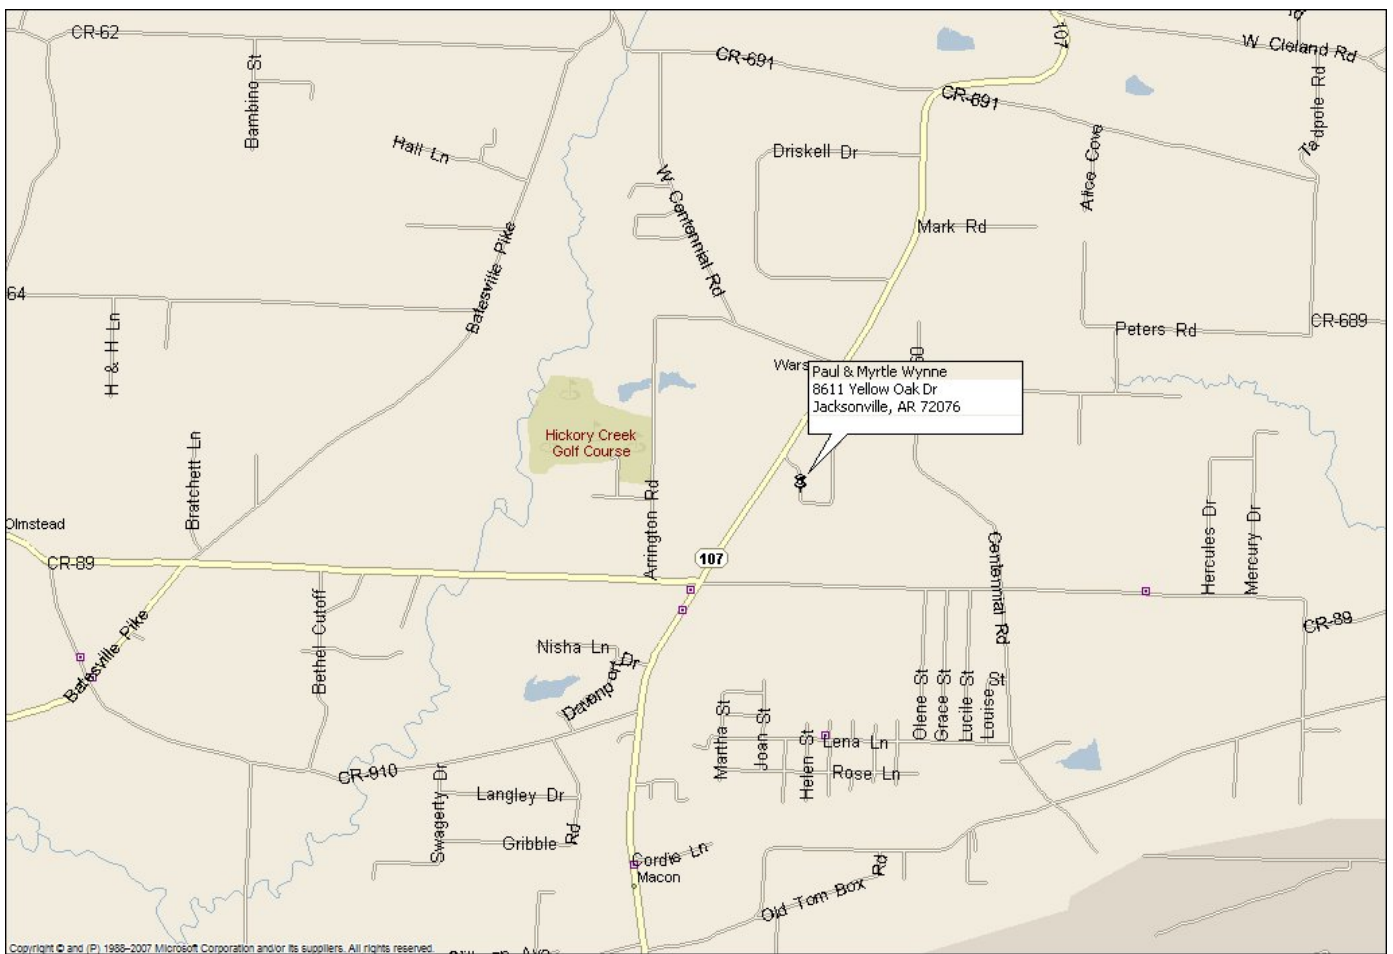 CR-62
Bambino St
Hall Ln
CR-691
107
W Cleland Rd
CR-691
Tadpole Rd
Alice Cove
Driskell Dr
W Centennial Rd
Mark Rd
Batesville Pike
64
H & H Ln
Peters Rd
CR-689
Wars
Paul & Myrtle Wynne
8611 Yellow Oak Dr
Jacksonville, AR 72076
Hickory Creek
Golf Course
Bratchett Ln
Arrington Rd
Olmstead
CR-89
107
Centennial Rd
Hercules Dr
Mercury Dr
Batesville Pike
Bethel Cutoff
Nisha Ln
Davenport Dr
CR-89
Olene St
Grace St
Lucile St
Louise St
Martha St
Joan St
Helen St
Lena Ln
Rose Ln
CR-910
Swagerty Dr
Langley Dr
Gribble Rd
Cordie Ln
Macon
Old Tom Box Rd
Copyright © and (P) 1988–2007 Microsoft Corporation and/or its suppliers. All rights reserved.